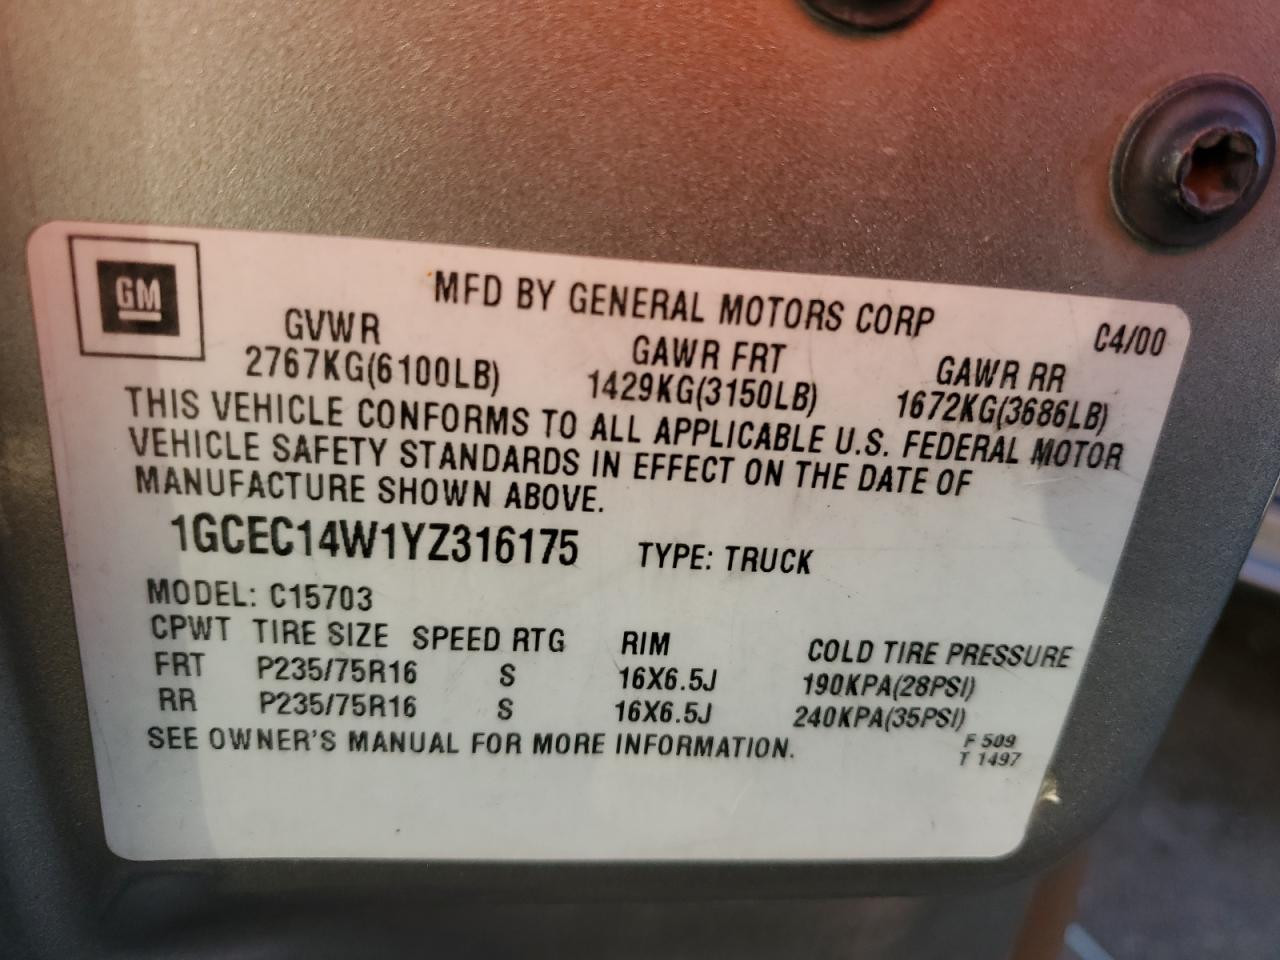 GM
MFD BY GENERAL MOTORS CORP
C4/00
GVWR GAWR FRT GAWR RR
2767KG(6100LB) 1429KG(3150LB) 1672KG(3686LB)
THIS VEHICLE CONFORMS TO ALL APPLICABLE U.S. FEDERAL MOTOR
VEHICLE SAFETY STANDARDS IN EFFECT ON THE DATE OF
MANUFACTURE SHOWN ABOVE.
1GCEC14W1YZ316175 TYPE: TRUCK
MODEL: C15703
CPWT TIRE SIZE SPEED RTG RIM COLD TIRE PRESSURE
FRT P235/75R16 S 16X6.5J 190KPA(28PSI)
RR P235/75R16 S 16X6.5J 240KPA(35PSI)
SEE OWNER'S MANUAL FOR MORE INFORMATION.
F 509
T 1497